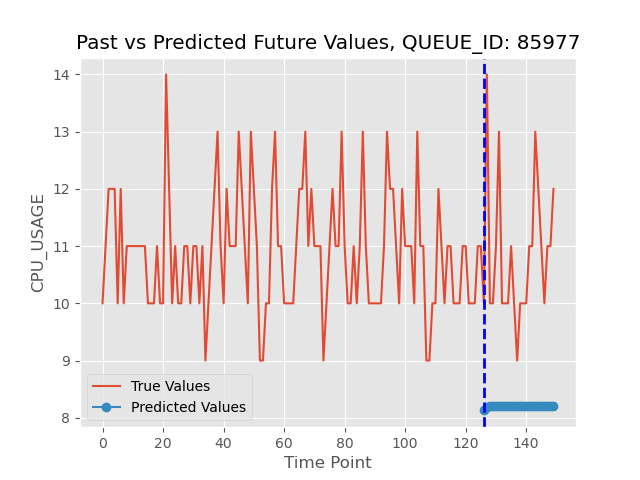 Past vs Predicted Future Values, QUEUE_ID: 85977
14
13
12
11
10
9
8
CPU_USAGE
True Values
Predicted Values
0 20 40 60 80 100 120 140
Time Point